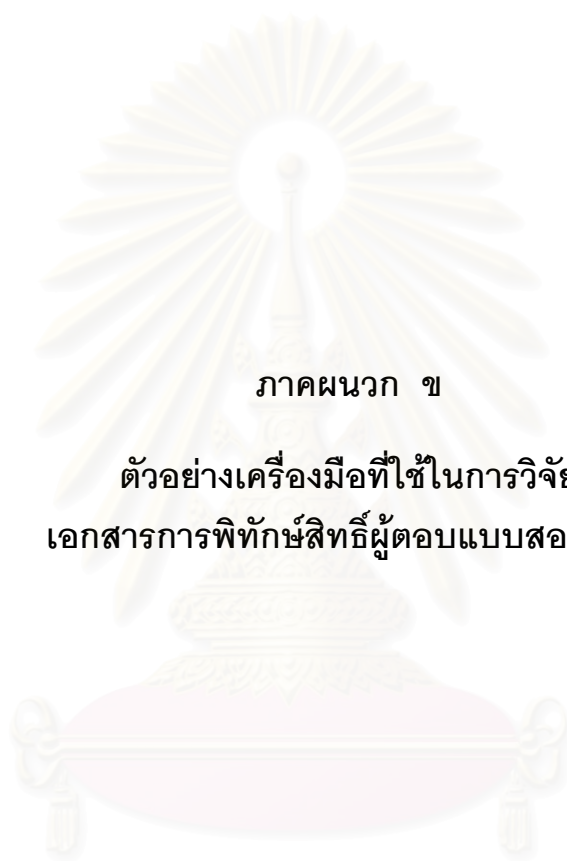 ภาคผนวก ข
ตัวอย่างเครื่องมือที่ใช้ในการวิจัย
เอกสารการพิทักษ์สิทธิ์ผู้ตอบแบบสอ